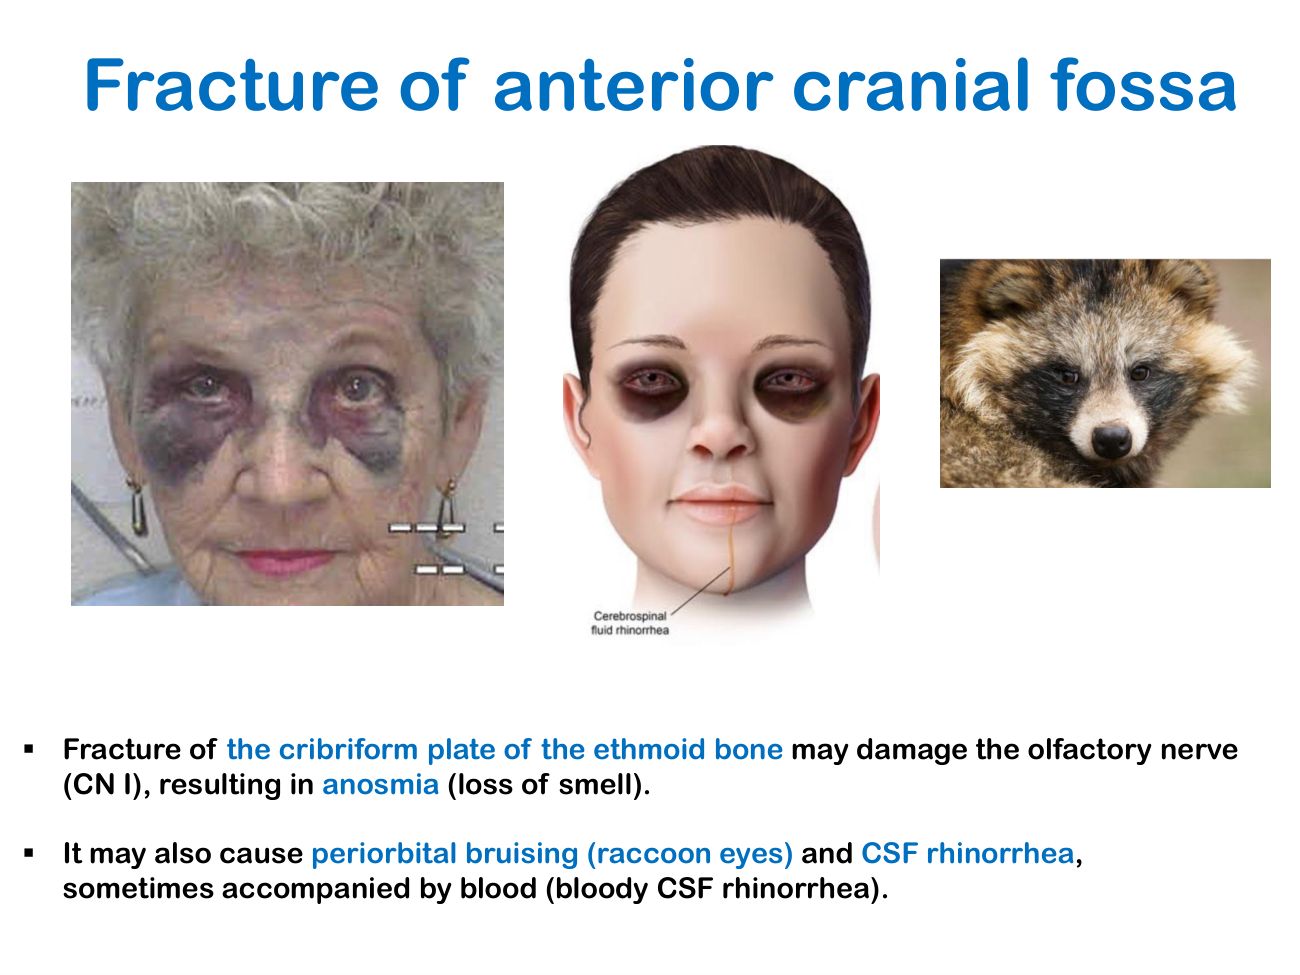 Fracture of anterior cranial fossa
Cerebrospinal
fluid rhinorrhea
▪ Fracture of the cribriform plate of the ethmoid bone may damage the olfactory nerve
(CN I), resulting in anosmia (loss of smell).
▪ It may also cause periorbital bruising (raccoon eyes) and CSF rhinorrhea,
sometimes accompanied by blood (bloody CSF rhinorrhea).